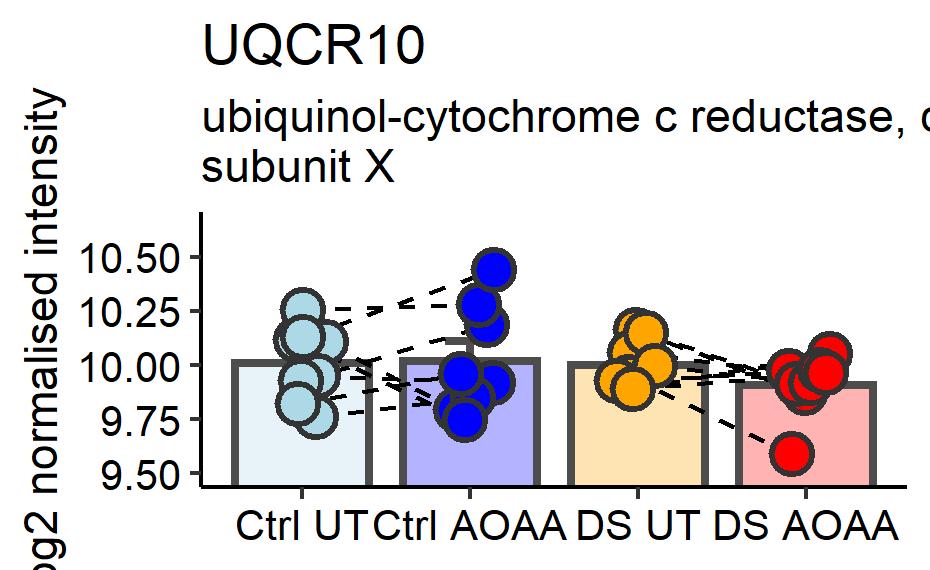 UQCR10
ubiquinol-cytochrome c reductase,
subunit X
normalised intensity
10.50
10.25
10.00
9.75
9.50
Ctrl UT Ctrl AOAA DS UT DS AOAA